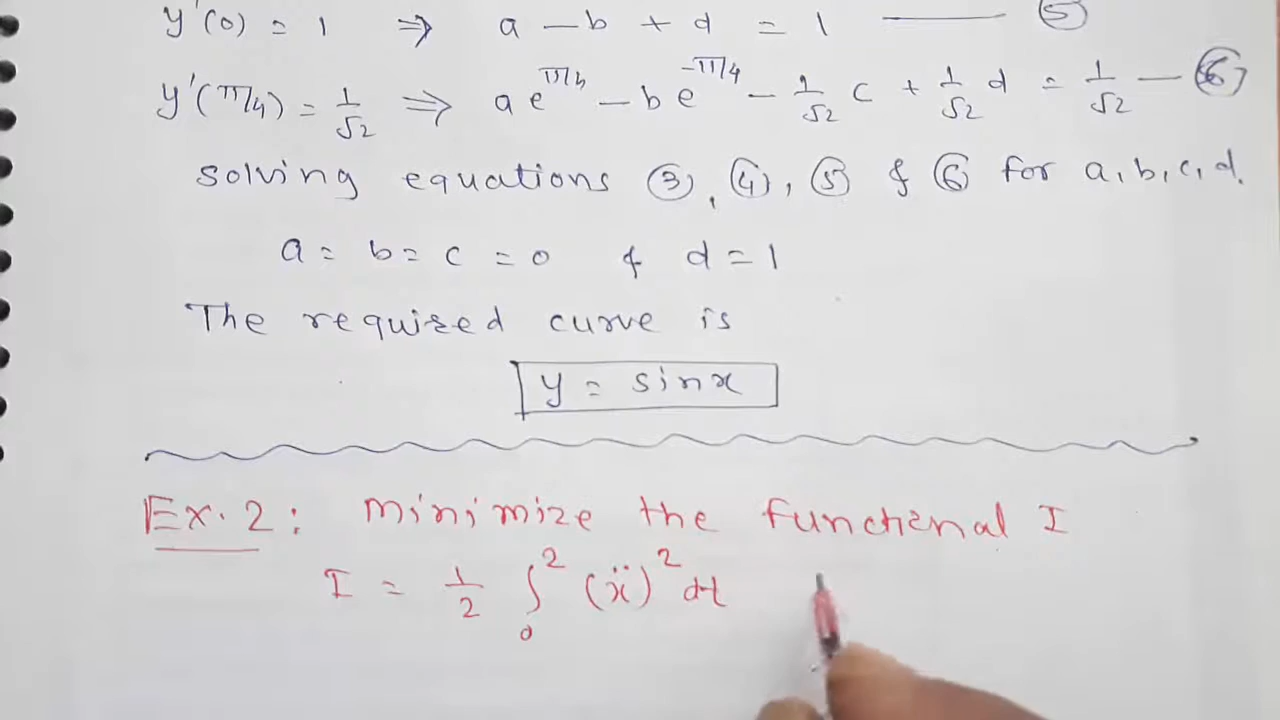 y'(0) = 1 ⇒ a - b + d = 1 —— ⑤
y'(π/4) = 1/√2 ⇒ a e^{π/4} - b e^{-π/4} - 1/√2 c + 1/√2 d = 1/√2 — ⑥
solving equations ③, ④, ⑤ & ⑥ for a, b, c, d.
a = b = c = 0 & d = 1
The required curve is
y = sinx
Ex. 2: Minimize the functional I
I = 1/2 ∫₀² (ẍ)² dt